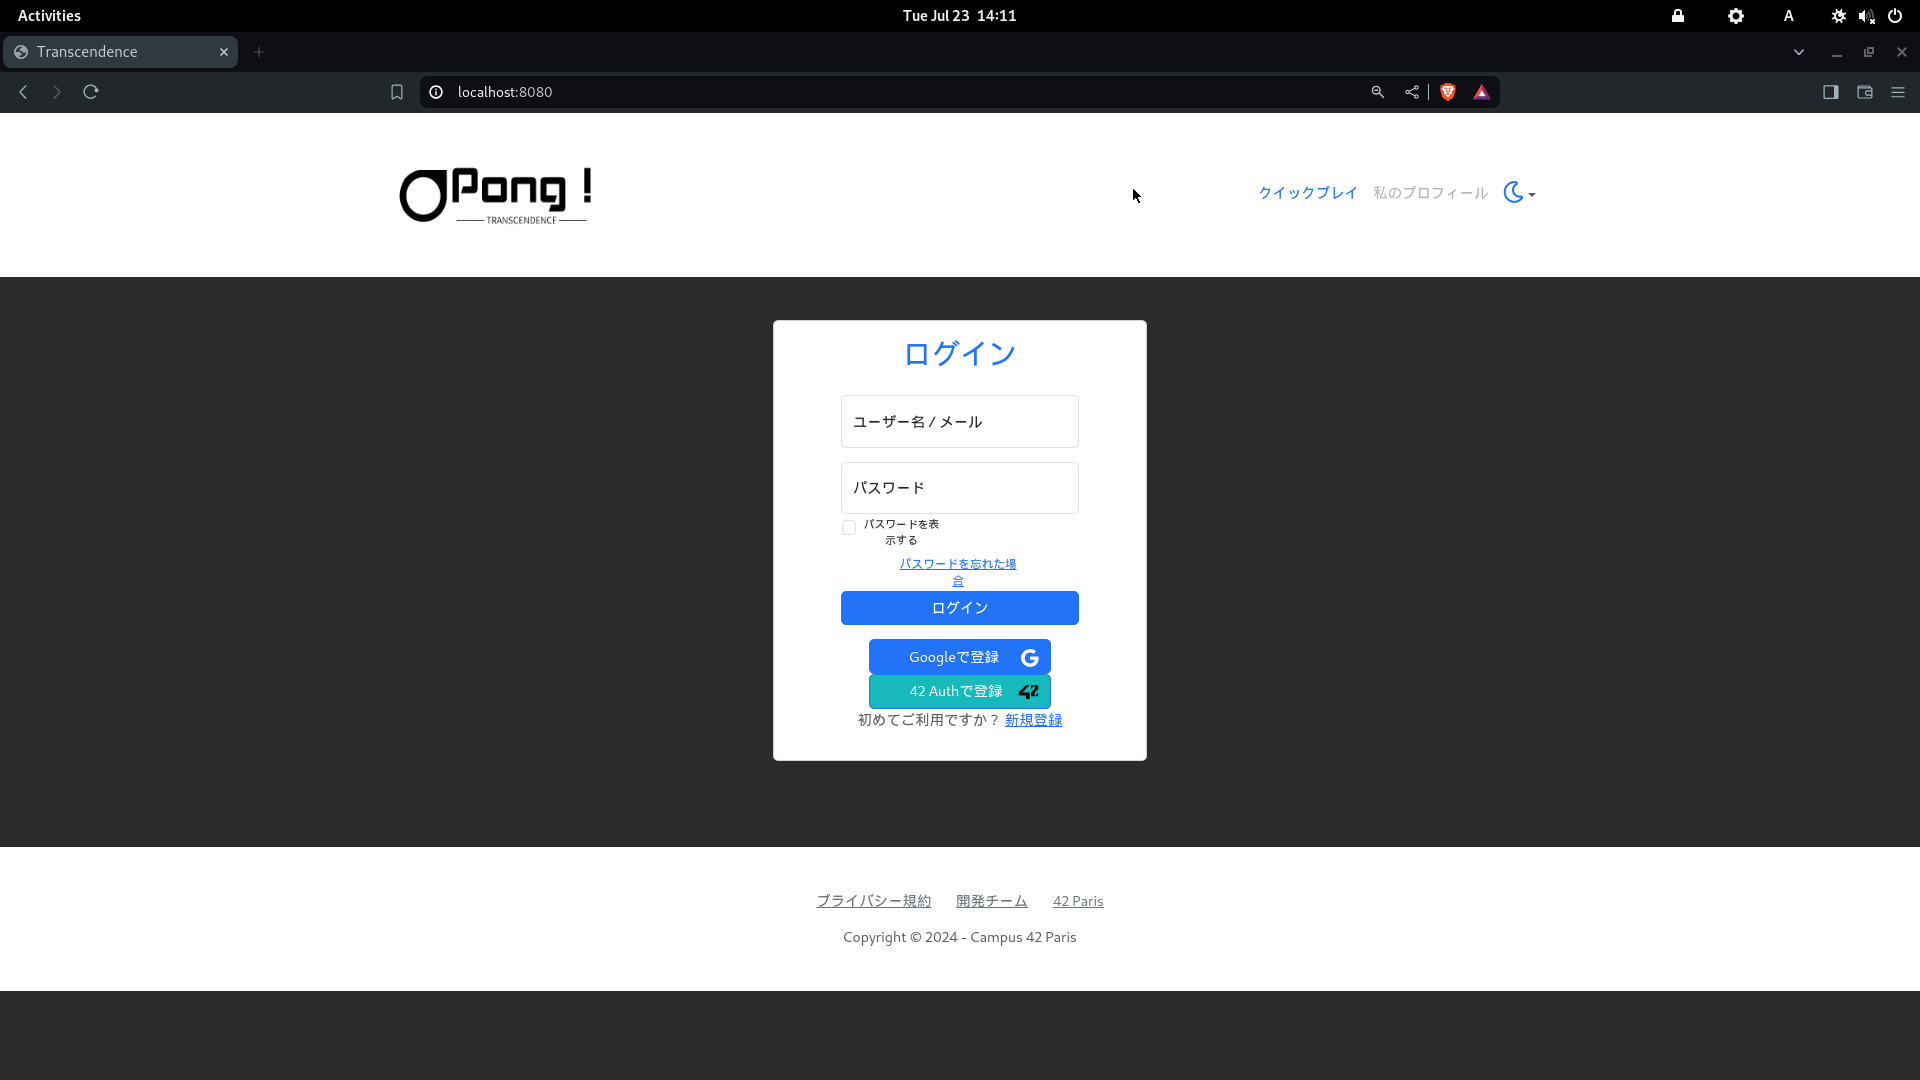 Activities
Tue Jul 23 14:11
A
Transcendence
localhost:8080
Pong !
TRANSCENDENCE
クイックプレイ
私のプロフィール
ログイン
ユーザー名 / メール
パスワード
パスワードを表
示する
パスワードを忘れた場
合
ログイン
Googleで登録
42 Authで登録 42
初めてご利用ですか？ 新規登録
プライバシー規約 開発チーム 42 Paris
Copyright © 2024 - Campus 42 Paris